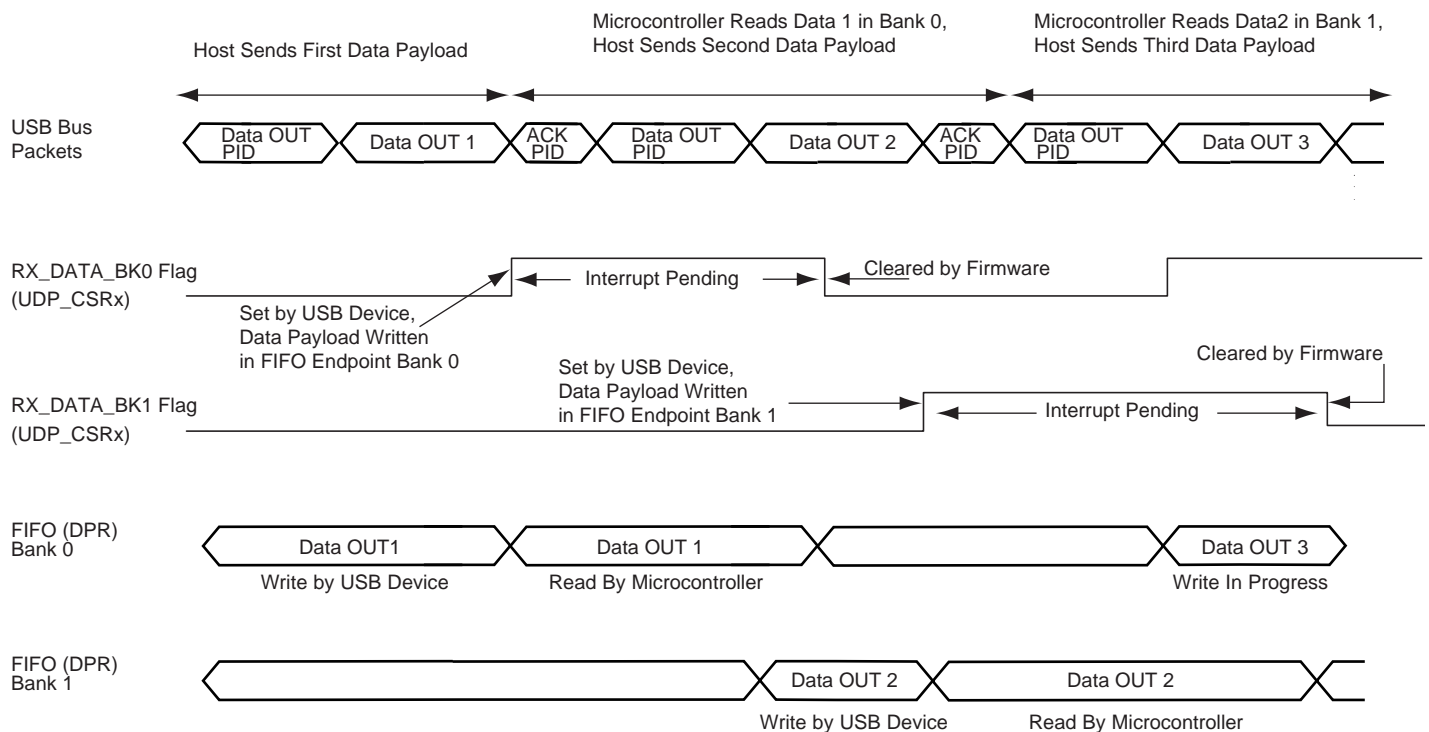 Microcontroller Reads Data 1 in Bank 0,
Host Sends Second Data Payload
Microcontroller Reads Data2 in Bank 1,
Host Sends Third Data Payload
Host Sends First Data Payload
USB Bus
Packets
Data OUT
PID
Data OUT 1
ACK
PID
Data OUT
PID
Data OUT 2
ACK
PID
Data OUT
PID
Data OUT 3
RX_DATA_BK0 Flag
(UDP_CSRx)
Interrupt Pending
Cleared by Firmware
Set by USB Device,
Data Payload Written
in FIFO Endpoint Bank 0
RX_DATA_BK1 Flag
(UDP_CSRx)
Set by USB Device,
Data Payload Written
in FIFO Endpoint Bank 1
Interrupt Pending
Cleared by Firmware
FIFO (DPR)
Bank 0
Data OUT1
Data OUT 1
Data OUT 3
Write by USB Device
Read By Microcontroller
Write In Progress
FIFO (DPR)
Bank 1
Data OUT 2
Data OUT 2
Write by USB Device
Read By Microcontroller